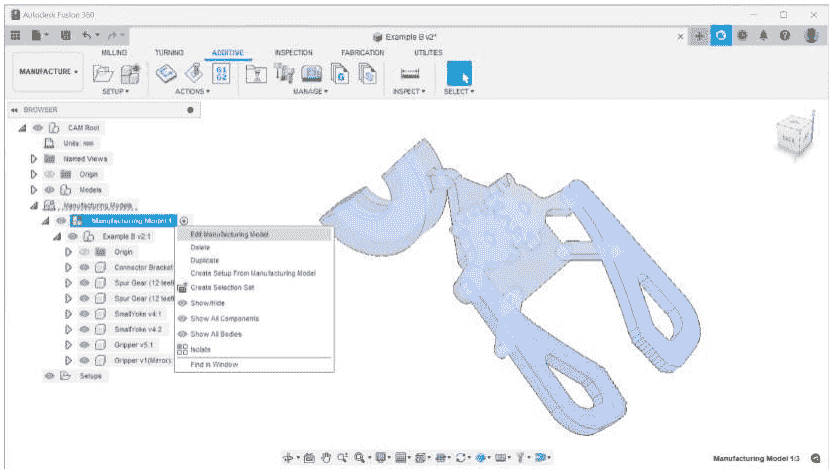 Autodesk Fusion 360
Example B v2*
MILLING TURNING ADDITIVE INSPECTION FABRICATION UTILITIES
MANUFACTURE
G1
G2
G
SETUP ACTIONS MANAGE INSPECT SELECT
BROWSER
CAM Root
Units: mm
Named Views
Origin
Models
Manufacturing Models
Manufacturing Model 1
Example B v2:1
Origin
Connector Bracket
Spur Gear (12 teet
Spur Gear (12 teet
SmallYoke v4:1
SmallYoke v4:2
Gripper v5:1
Gripper v1(Mirror):
Setups
Edit Manufacturing Model
Delete
Duplicate
Create Setup From Manufacturing Model
Create Selection Set
Show/Hide
Show All Components
Show All Bodies
Isolate
Find in Window
Manufacturing Model 1:3